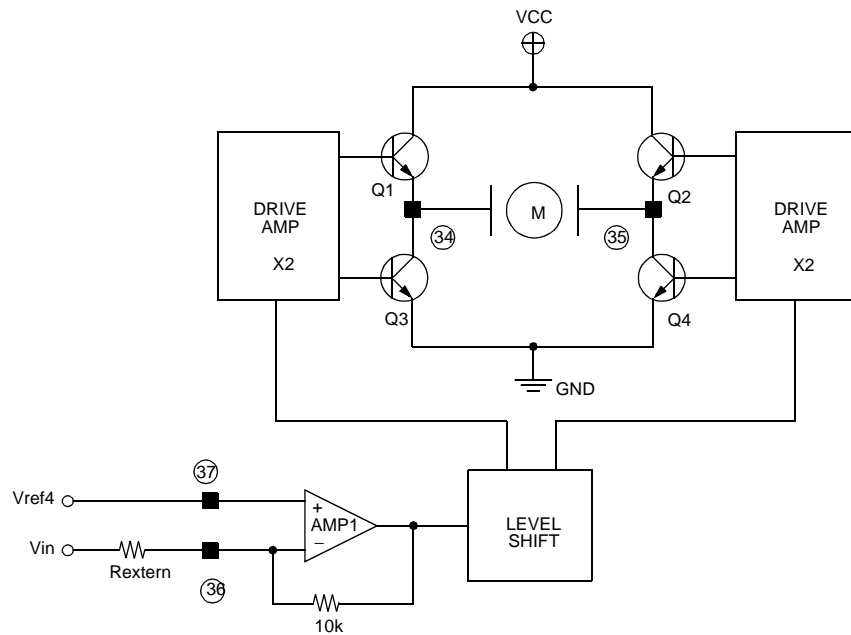 VCC
Q1
Q2
DRIVE
AMP
X2
M
DRIVE
AMP
X2
34
35
Q3
Q4
GND
37
Vref4
+
AMP1
−
Vin
Rextern
36
10k
LEVEL
SHIFT